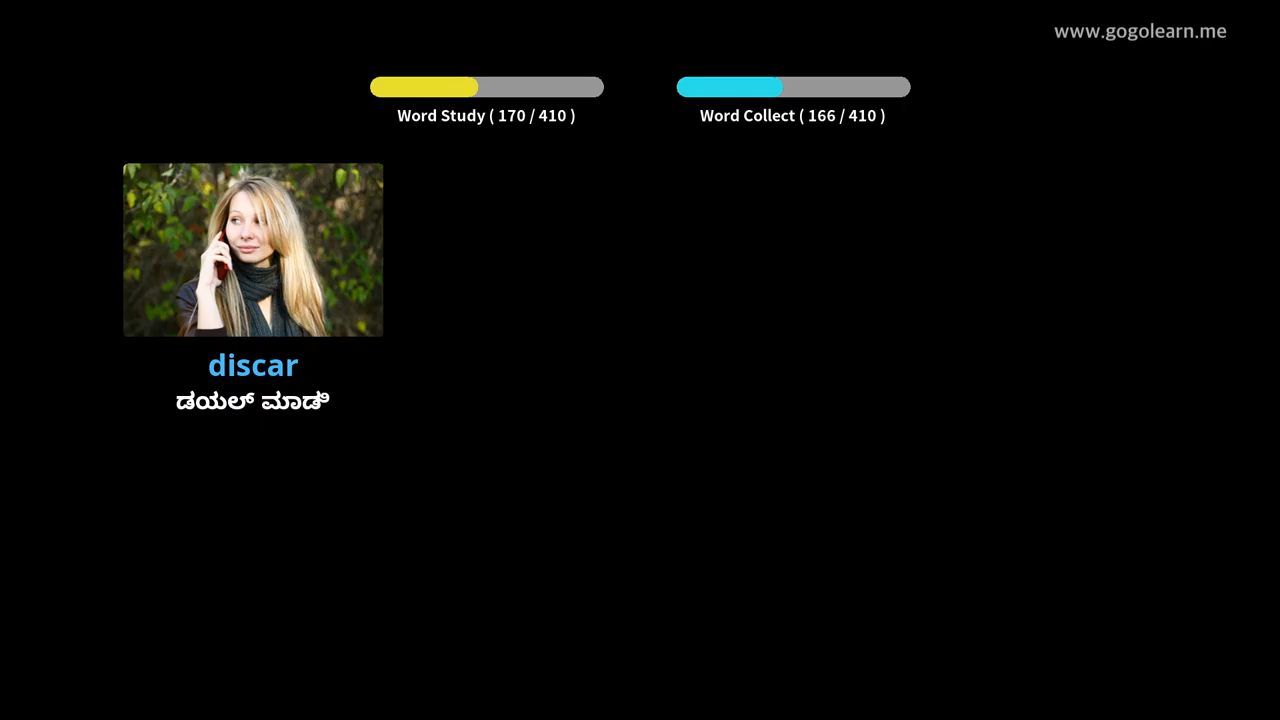 www.gogolearn.me
Word Study ( 170 / 410 )
Word Collect ( 166 / 410 )
discar
ಡಯಲ್ ಮಾಡಿ